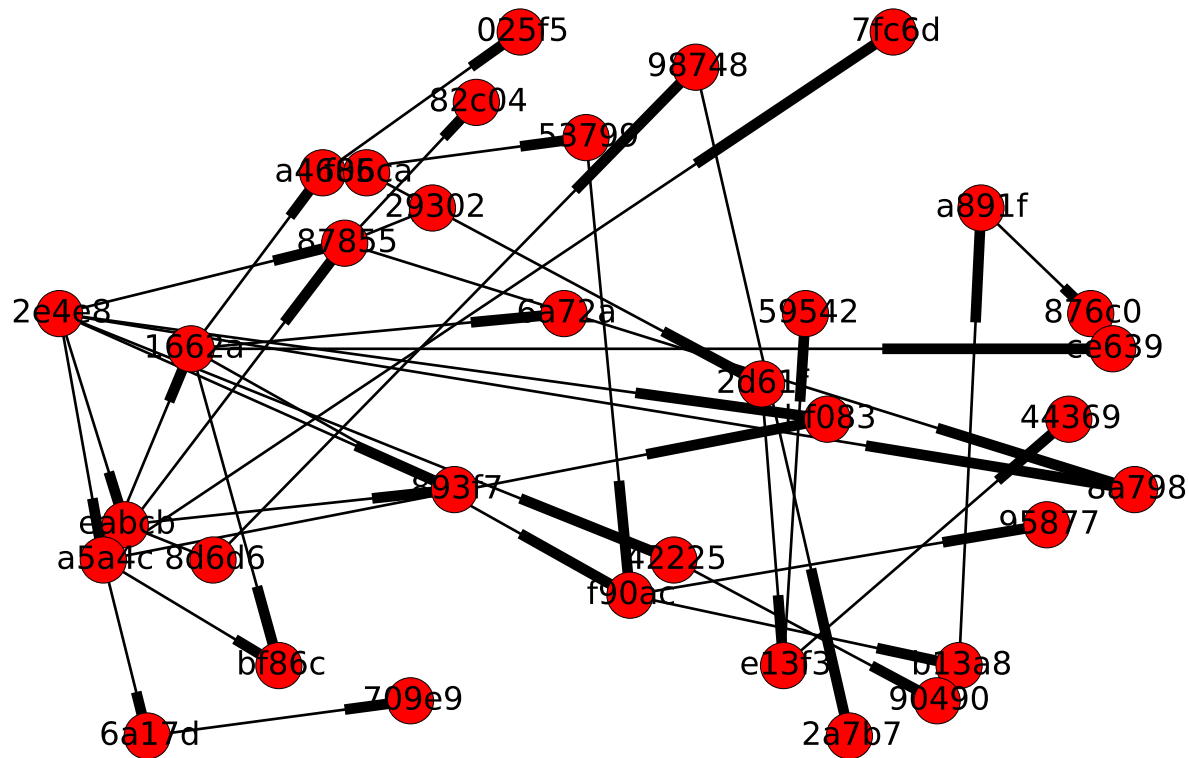 025f5
7fc6d
98748
82c04
53799
29302
a891f
87855
2e4e8
6a72a
59542
876c0
1662a
ce639
2d61f
44369
893f7
8a798
eabcb
95877
a5a4c
8d6d6
42225
f90ac
bf86c
e13f3
b13a8
709e9
90490
6a17d
2a7b7